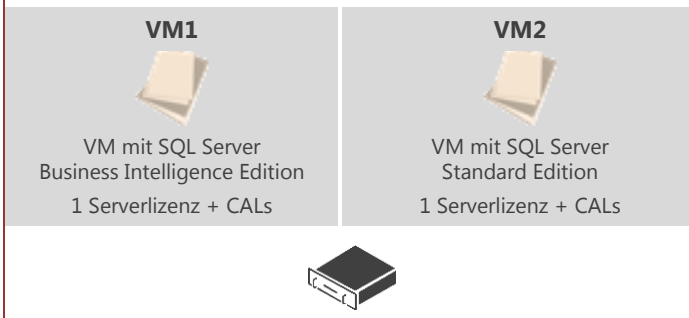 VM1
VM mit SQL Server
Business Intelligence Edition
1 Serverlizenz + CALs
VM2
VM mit SQL Server
Standard Edition
1 Serverlizenz + CALs